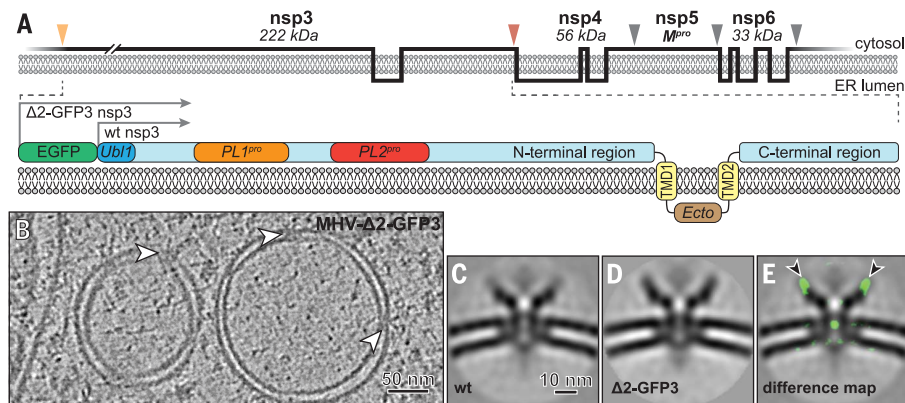 A
nsp3
222 kDa
nsp4
56 kDa
nsp5
Mpro
nsp6
33 kDa
cytosol
ER lumen
Δ2-GFP3 nsp3
wt nsp3
EGFP
Ubl1
PL1pro
PL2pro
N-terminal region
TMD1
Ecto
TMD2
C-terminal region
B
MHV-Δ2-GFP3
50 nm
C
wt
10 nm
D
Δ2-GFP3
E
difference map